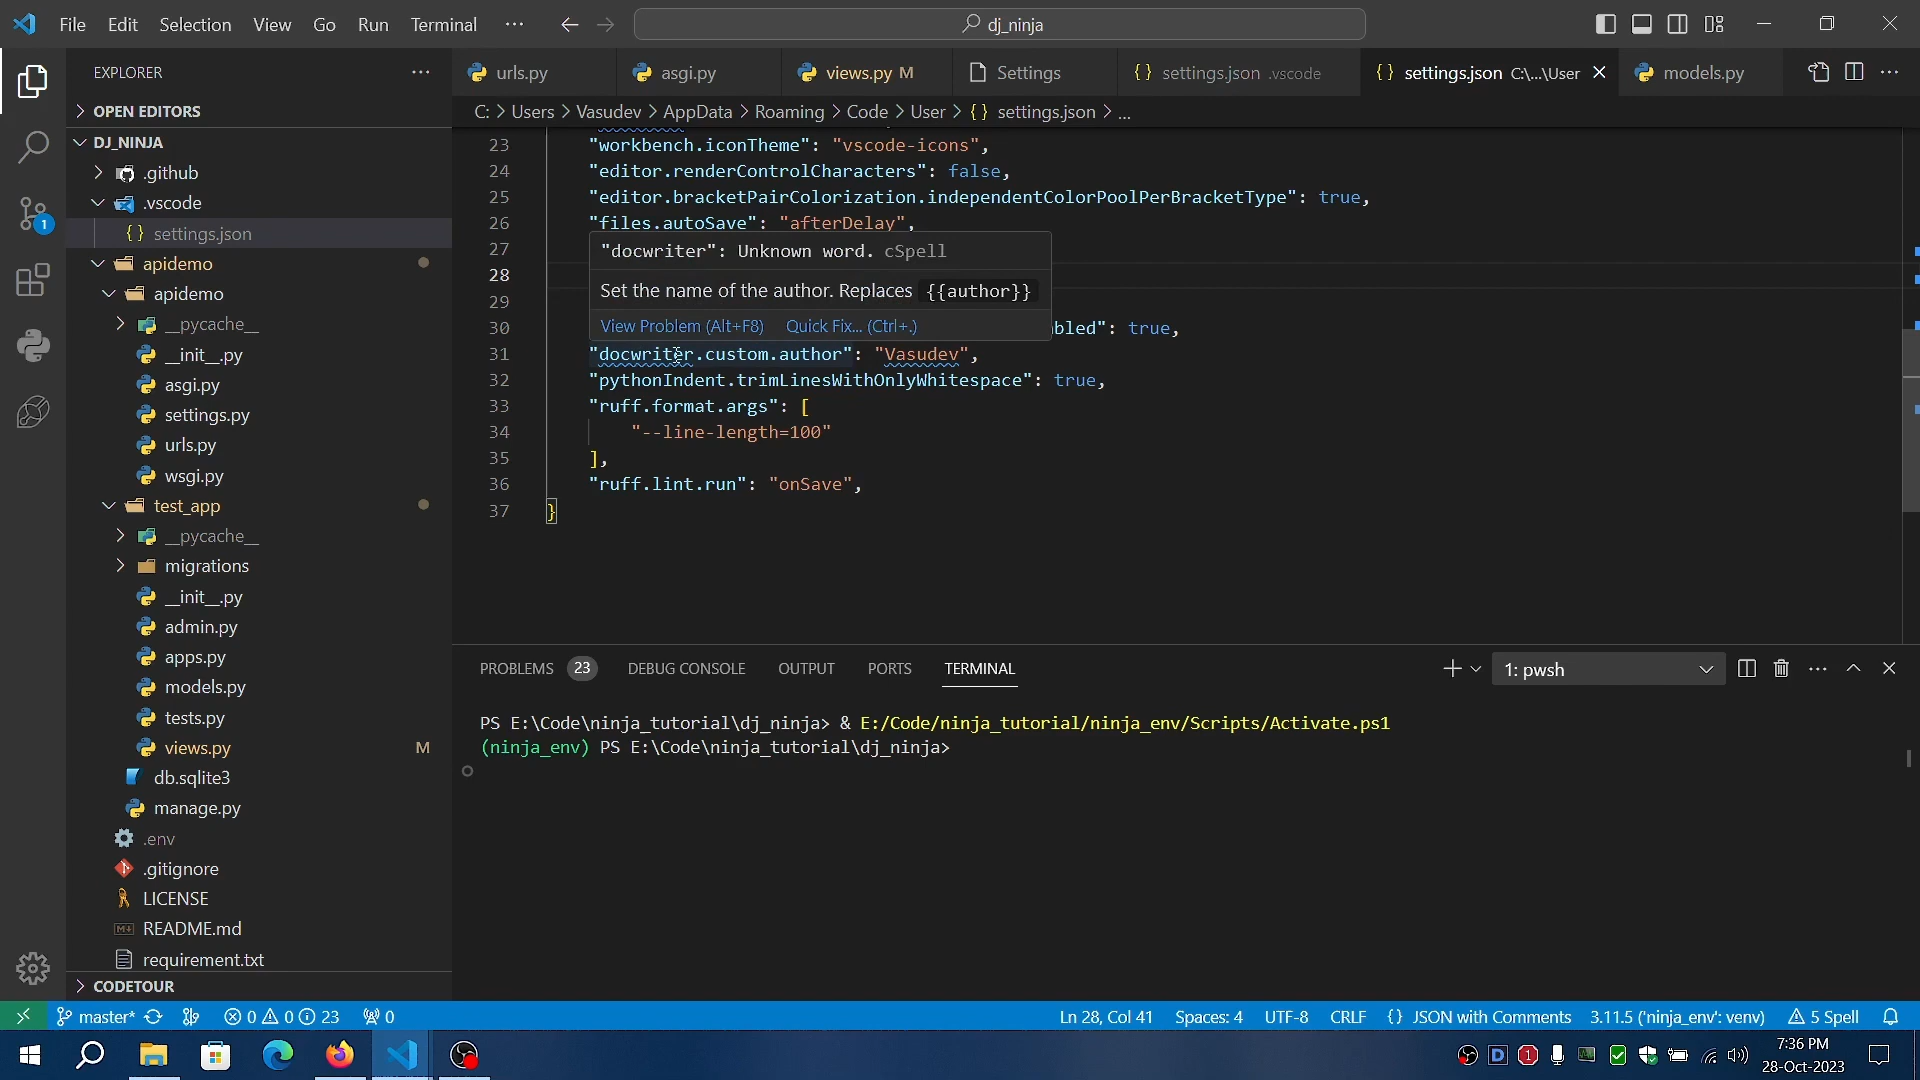 File Edit Selection View Go Run Terminal ···
dj_ninja
EXPLORER
OPEN EDITORS
DJ_NINJA
.github
.vscode
settings.json
apidemo
apidemo
__pycache__
__init__.py
asgi.py
settings.py
urls.py
wsgi.py
test_app
__pycache__
migrations
__init__.py
admin.py
apps.py
models.py
tests.py
views.py M
db.sqlite3
manage.py
.env
.gitignore
LICENSE
README.md
requirement.txt
CODETOUR
urls.py asgi.py views.py M Settings settings.json .vscode settings.json C:\...\User models.py
C: > Users > Vasudev > AppData > Roaming > Code > User > {} settings.json > ...
23 "workbench.iconTheme": "vscode-icons",
24 "editor.renderControlCharacters": false,
25 "editor.bracketPairColorization.independentColorPoolPerBracketType": true,
26 "files.autoSave": "afterDelay",
27
28
29
30 bled": true,
"docwriter": Unknown word. cSpell
Set the name of the author. Replaces {{author}}
View Problem (Alt+F8) Quick Fix... (Ctrl+.)
31 "docwriter.custom.author": "Vasudev",
32 "pythonIndent.trimLinesWithOnlyWhitespace": true,
33 "ruff.format.args": [
34 "--line-length=100"
35 ],
36 "ruff.lint.run": "onSave",
37 }
PROBLEMS 23 DEBUG CONSOLE OUTPUT PORTS TERMINAL
1: pwsh
PS E:\Code\ninja_tutorial\dj_ninja> & E:/Code/ninja_tutorial/ninja_env/Scripts/Activate.ps1
(ninja_env) PS E:\Code\ninja_tutorial\dj_ninja>
master* 0 0 23 0
Ln 28, Col 41 Spaces: 4 UTF-8 CRLF {} JSON with Comments 3.11.5 ('ninja_env': venv) 5 Spell
7:36 PM
28-Oct-2023